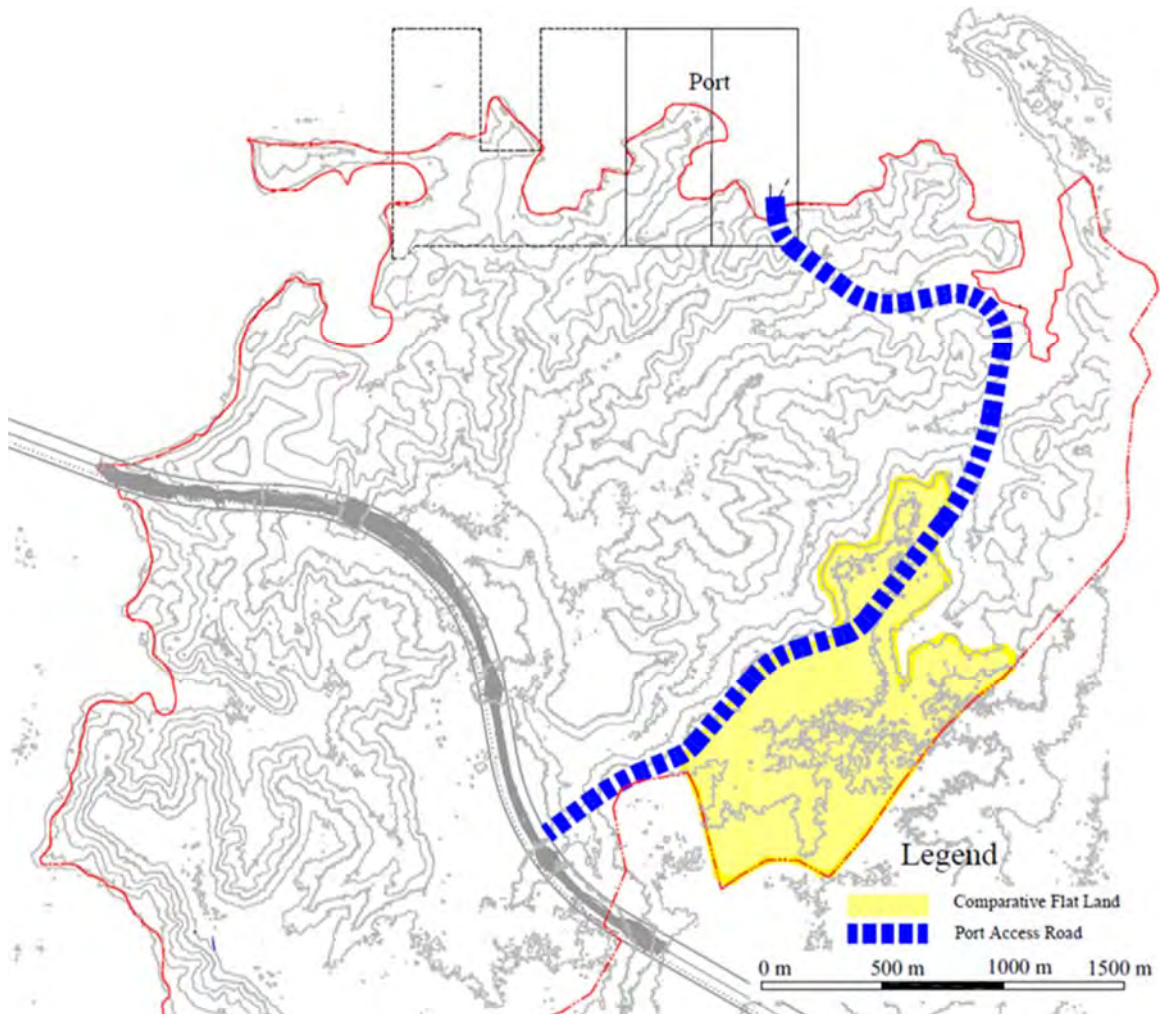 Port
Legend
Comparative Flat Land
Port Access Road
0 m 500 m 1000 m 1500 m